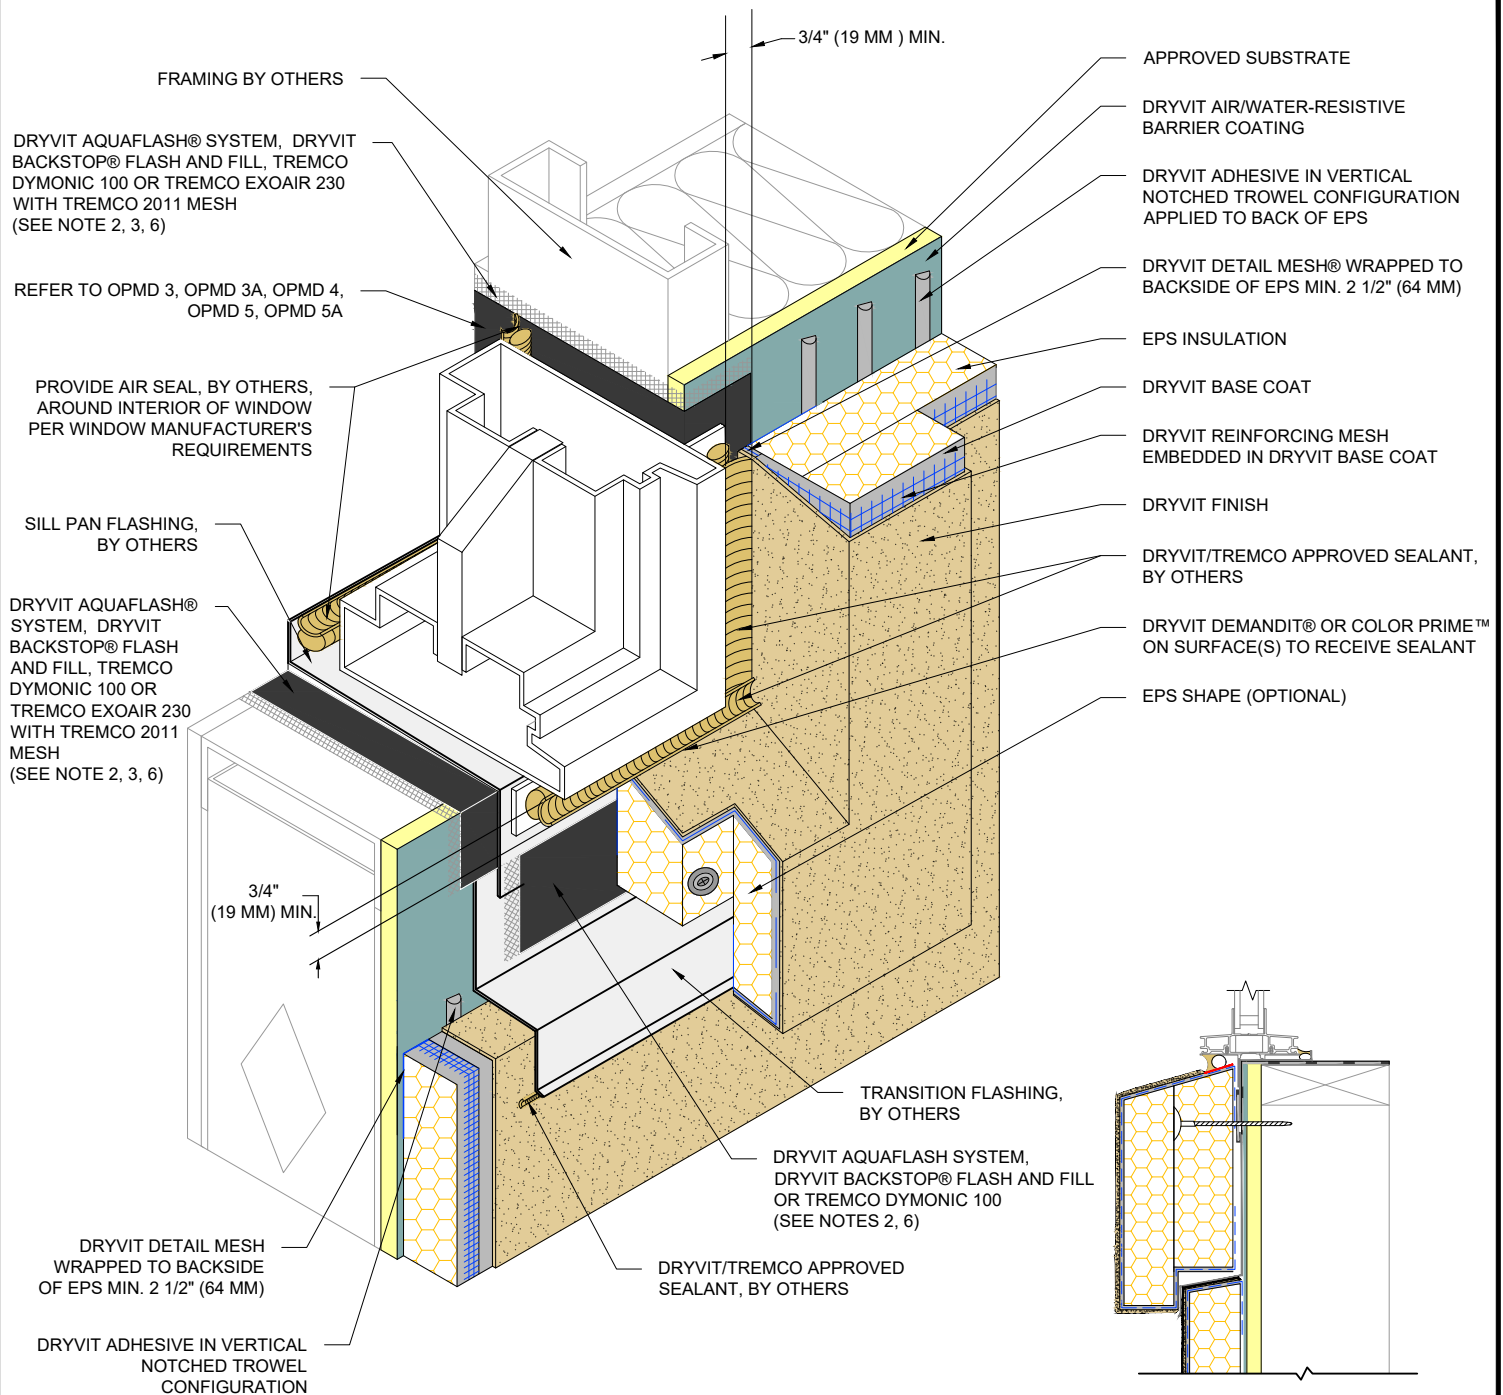 3/4" (19 MM ) MIN.
FRAMING BY OTHERS
DRYVIT AQUAFLASH® SYSTEM, DRYVIT
BACKSTOP® FLASH AND FILL, TREMCO
DYMONIC 100 OR TREMCO EXOAIR 230
WITH TREMCO 2011 MESH
(SEE NOTE 2, 3, 6)
REFER TO OPMD 3, OPMD 3A, OPMD 4,
OPMD 5, OPMD 5A
PROVIDE AIR SEAL, BY OTHERS,
AROUND INTERIOR OF WINDOW
PER WINDOW MANUFACTURER'S
REQUIREMENTS
SILL PAN FLASHING,
BY OTHERS
DRYVIT AQUAFLASH®
SYSTEM, DRYVIT
BACKSTOP® FLASH
AND FILL, TREMCO
DYMONIC 100 OR
TREMCO EXOAIR 230
WITH TREMCO 2011
MESH
(SEE NOTE 2, 3, 6)
3/4"
(19 MM) MIN.
DRYVIT DETAIL MESH
WRAPPED TO BACKSIDE
OF EPS MIN. 2 1/2" (64 MM)
DRYVIT ADHESIVE IN VERTICAL
NOTCHED TROWEL
CONFIGURATION
APPROVED SUBSTRATE
DRYVIT AIR/WATER-RESISTIVE
BARRIER COATING
DRYVIT ADHESIVE IN VERTICAL
NOTCHED TROWEL CONFIGURATION
APPLIED TO BACK OF EPS
DRYVIT DETAIL MESH® WRAPPED TO
BACKSIDE OF EPS MIN. 2 1/2" (64 MM)
EPS INSULATION
DRYVIT BASE COAT
DRYVIT REINFORCING MESH
EMBEDDED IN DRYVIT BASE COAT
DRYVIT FINISH
DRYVIT/TREMCO APPROVED SEALANT,
BY OTHERS
DRYVIT DEMANDIT® OR COLOR PRIME™
ON SURFACE(S) TO RECEIVE SEALANT
EPS SHAPE (OPTIONAL)
TRANSITION FLASHING,
BY OTHERS
DRYVIT AQUAFLASH SYSTEM,
DRYVIT BACKSTOP® FLASH AND FILL
OR TREMCO DYMONIC 100
(SEE NOTES 2, 6)
DRYVIT/TREMCO APPROVED
SEALANT, BY OTHERS